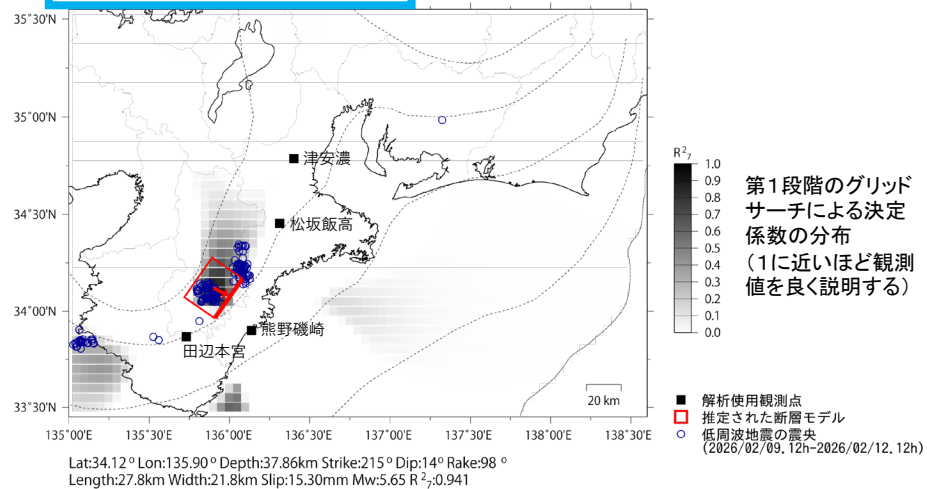 35°30'N
35°00'N
34°30'N
34°00'N
33°30'N
135°00'E
135°30'E
136°00'E
136°30'E
137°00'E
137°30'E
138°00'E
138°30'E
津安濃
松坂飯高
熊野磯崎
田辺本宮
20 km
R²₇
1.0
0.9
0.8
0.7
0.6
0.5
0.4
0.3
0.2
0.1
0.0
第1段階のグリッド
サーチによる決定
係数の分布
(1に近いほど観測
値を良く説明する)
解析使用観測点
推定された断層モデル
低周波地震の震央
(2026/02/09.12h-2026/02/12.12h)
Lat:34.12° Lon:135.90° Depth:37.86km Strike:215° Dip:14° Rake:98°
Length:27.8km Width:21.8km Slip:15.30mm Mw:5.65 R²₇:0.941